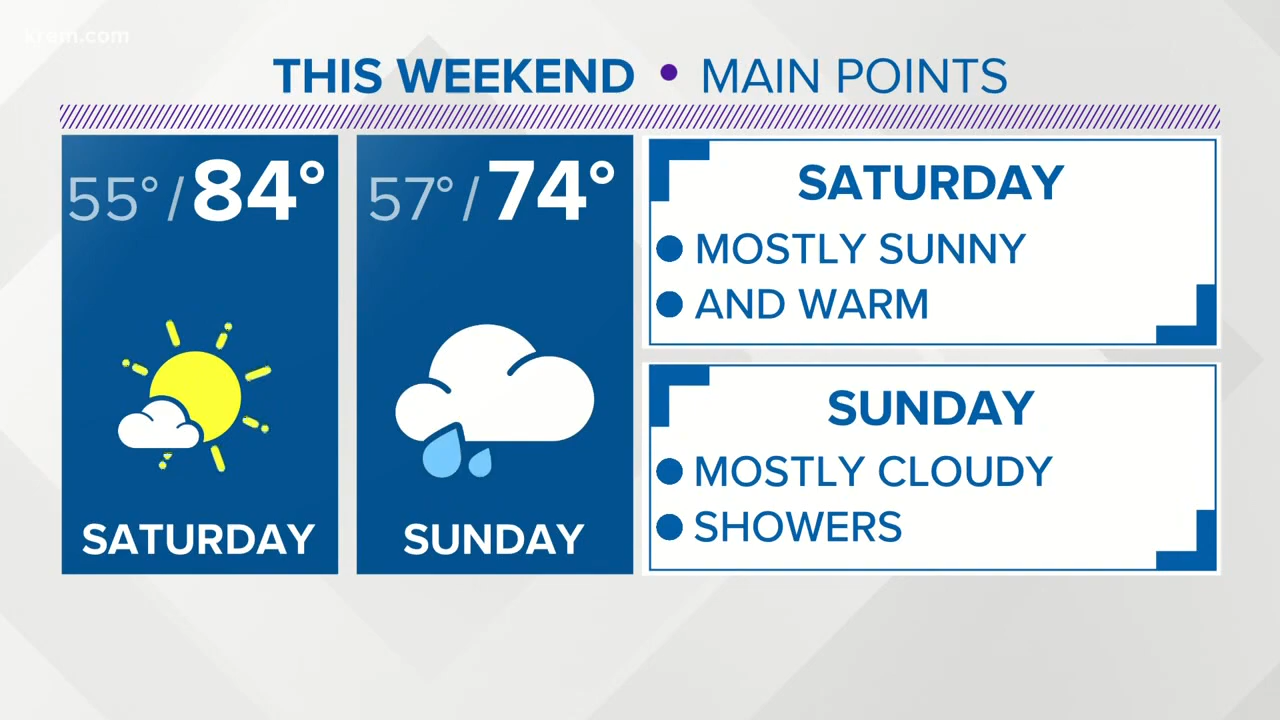 krem.com
THIS WEEKEND • MAIN POINTS
55°/84°
SATURDAY
57°/74°
SUNDAY
SATURDAY
● MOSTLY SUNNY
● AND WARM
SUNDAY
● MOSTLY CLOUDY
● SHOWERS